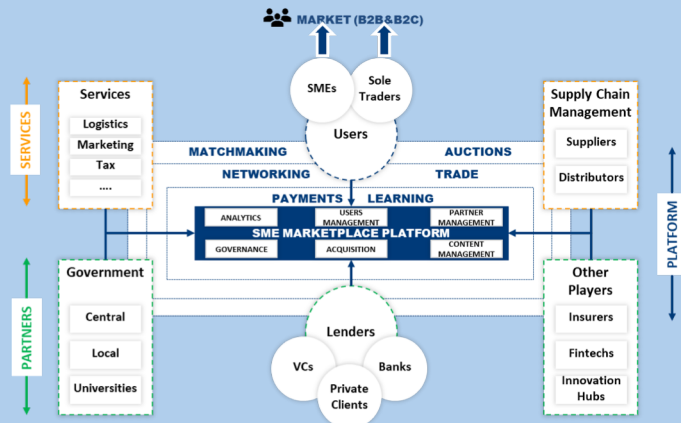 MARKET (B2B&B2C)
SMEs
Sole
Traders
Users
Services
Logistics
Marketing
Tax
....
SERVICES
Supply Chain
Management
Suppliers
Distributors
MATCHMAKING
AUCTIONS
NETWORKING
TRADE
PAYMENTS
LEARNING
ANALYTICS
USERS
MANAGEMENT
PARTNER
MANAGEMENT
SME MARKETPLACE PLATFORM
GOVERNANCE
ACQUISITION
CONTENT
MANAGEMENT
PLATFORM
Government
Central
Local
Universities
PARTNERS
Lenders
VCs
Banks
Private
Clients
Other
Players
Insurers
Fintechs
Innovation
Hubs